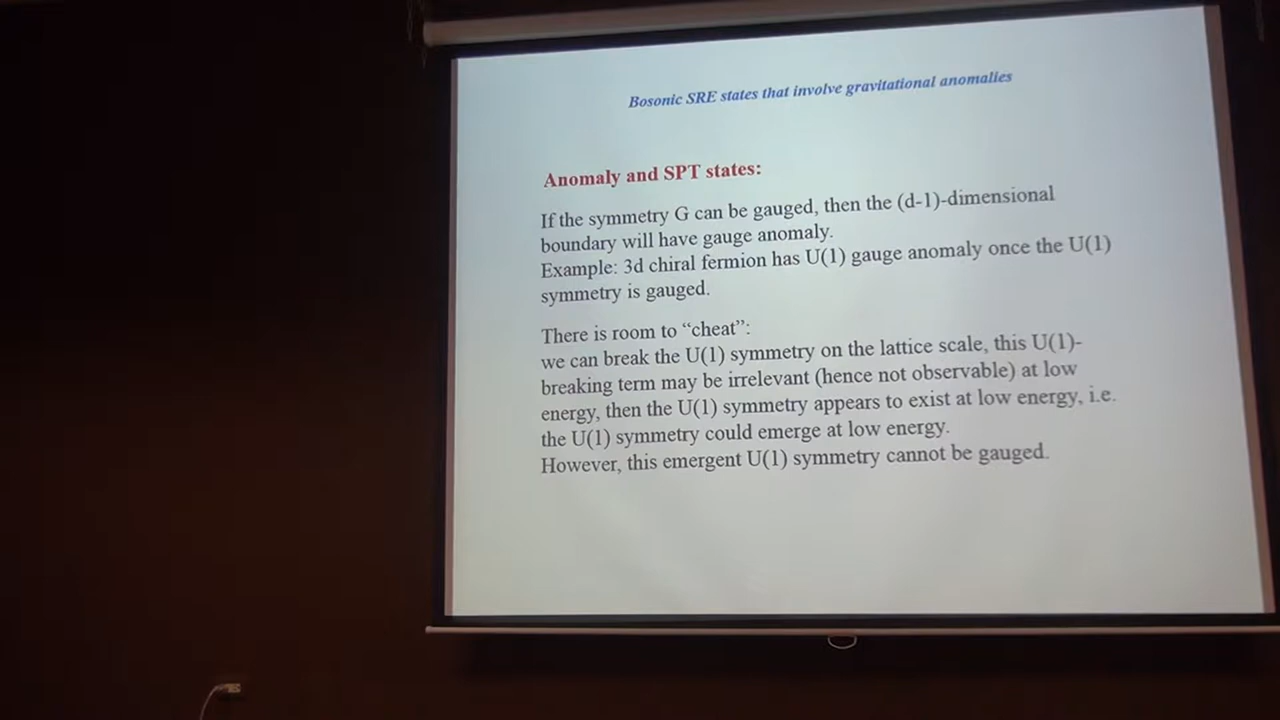 Bosonic SRE states that involve gravitational anomalies
Anomaly and SPT states:
If the symmetry G can be gauged, then the (d-1)-dimensional
boundary will have gauge anomaly.
Example: 3d chiral fermion has U(1) gauge anomaly once the U(1)
symmetry is gauged.
There is room to “cheat”:
we can break the U(1) symmetry on the lattice scale, this U(1)-
breaking term may be irrelevant (hence not observable) at low
energy, then the U(1) symmetry appears to exist at low energy, i.e.
the U(1) symmetry could emerge at low energy.
However, this emergent U(1) symmetry cannot be gauged.